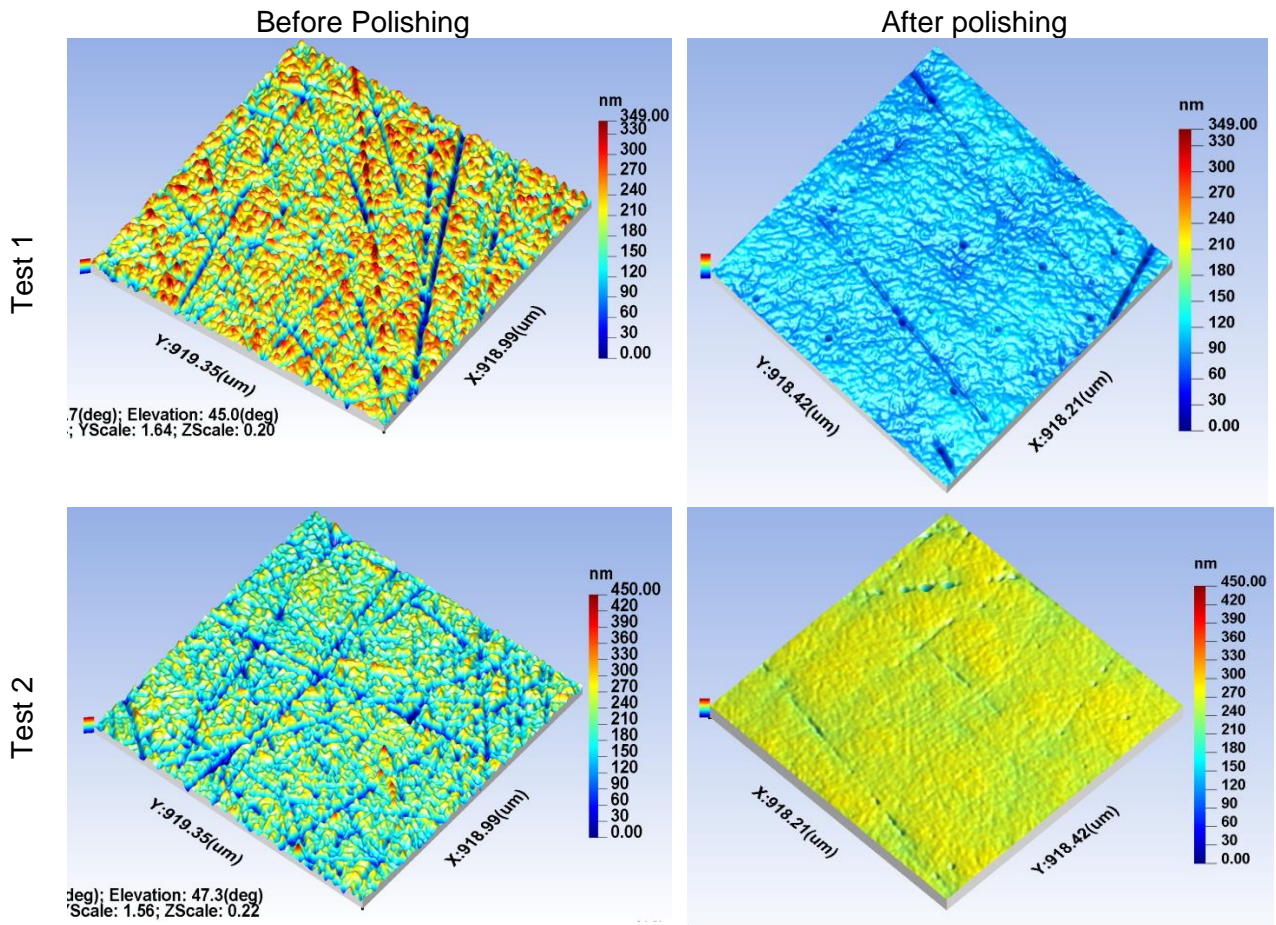 Before Polishing
After polishing
Test 1
nm
349.00
330
300
270
240
210
180
150
120
90
60
30
0.00
Y:919.35(um)
X:918.99(um)
.7(deg); Elevation: 45.0(deg)
; YScale: 1.64; ZScale: 0.20
nm
349.00
330
300
270
240
210
180
150
120
90
60
30
0.00
Y:918.42(um)
X:918.21(um)
Test 2
nm
450.00
420
390
360
330
300
270
240
210
180
150
120
90
60
30
0.00
Y:919.35(um)
X:918.99(um)
deg); Elevation: 47.3(deg)
YScale: 1.56; ZScale: 0.22
nm
450.00
420
390
360
330
300
270
240
210
180
150
120
90
60
30
0.00
X:918.21(um)
Y:918.42(um)